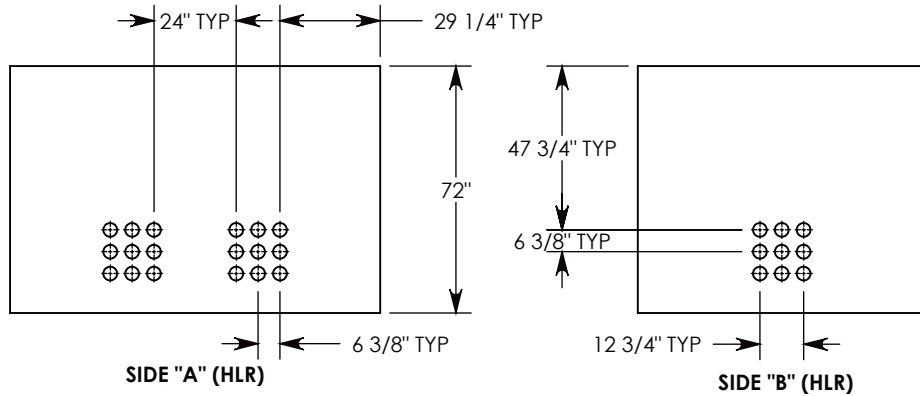 24" TYP
29 1/4" TYP
47 3/4" TYP
72"
6 3/8" TYP
6 3/8" TYP
12 3/4" TYP
SIDE "A" (HLR)
SIDE "B" (HLR)